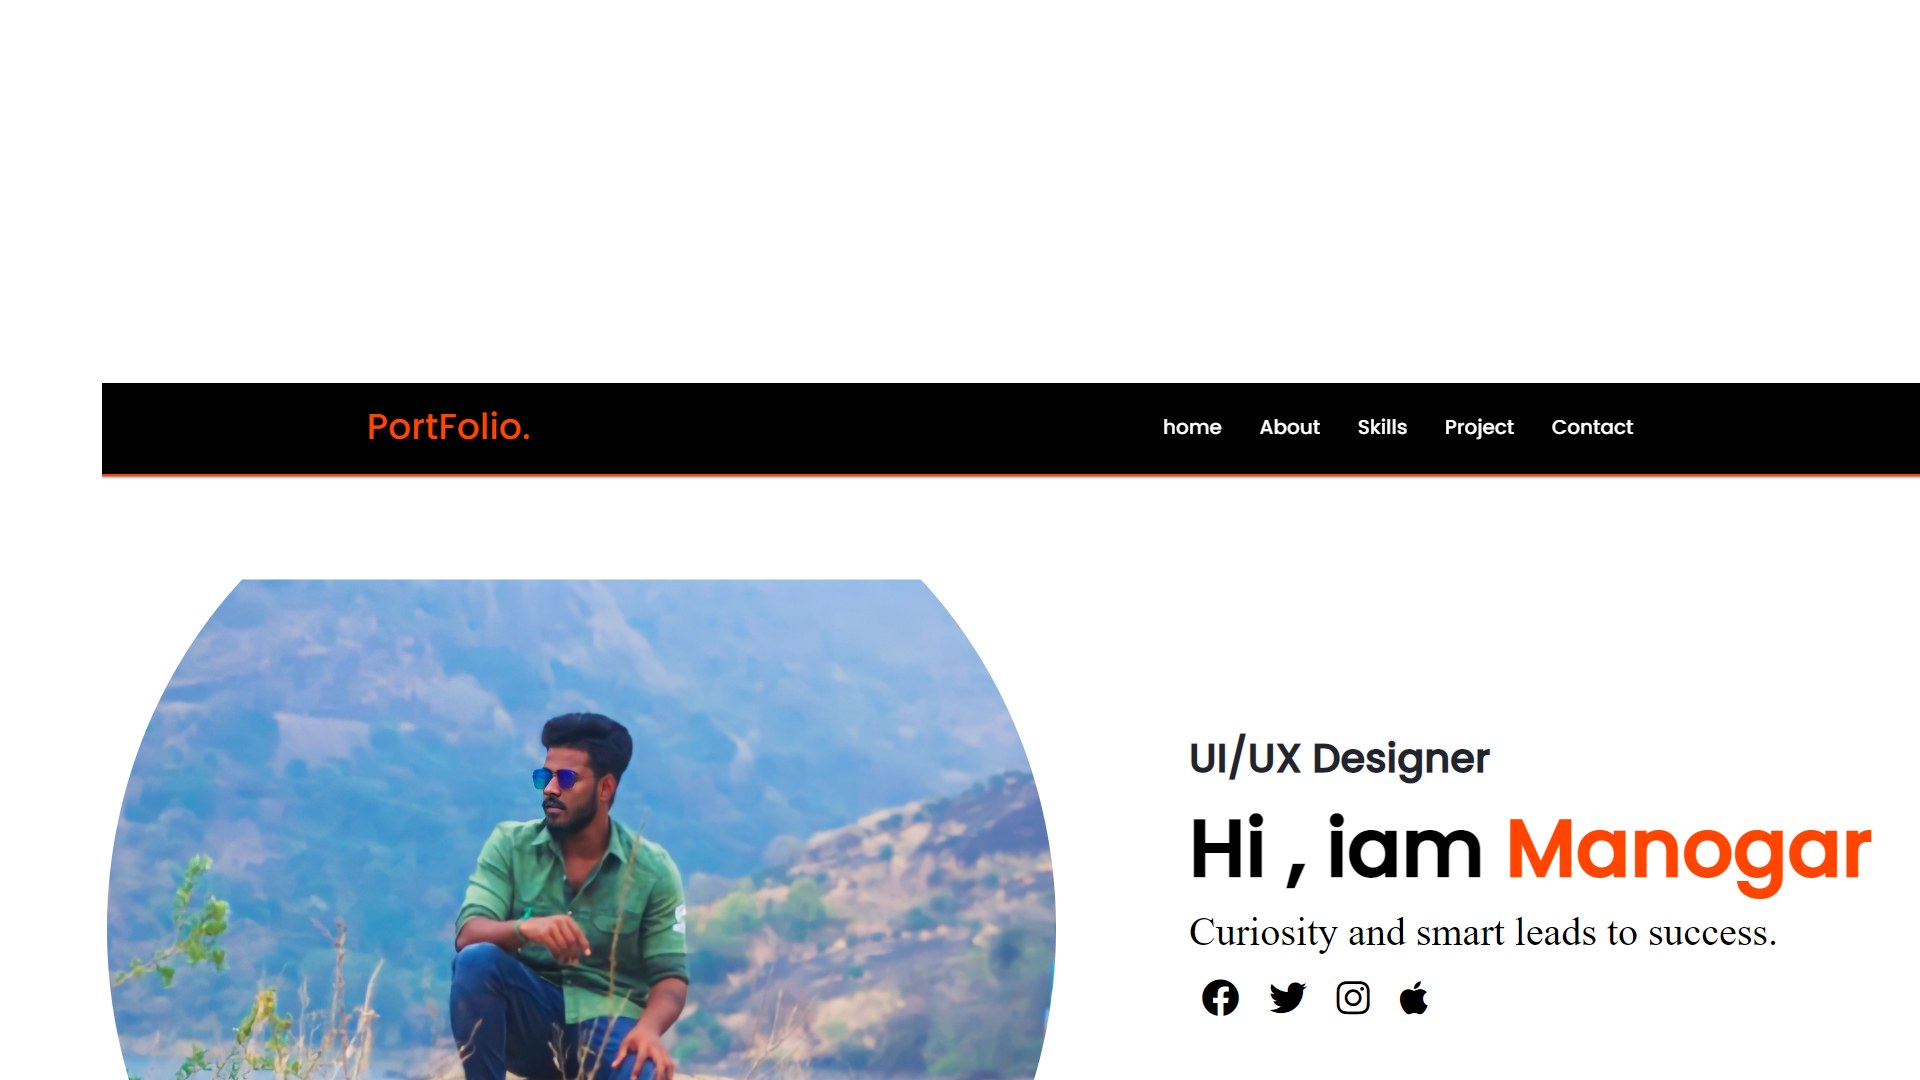 PortFolio.
home About Skills Project Contact
UI/UX Designer
Hi , iam Manogar
Curiosity and smart leads to success.